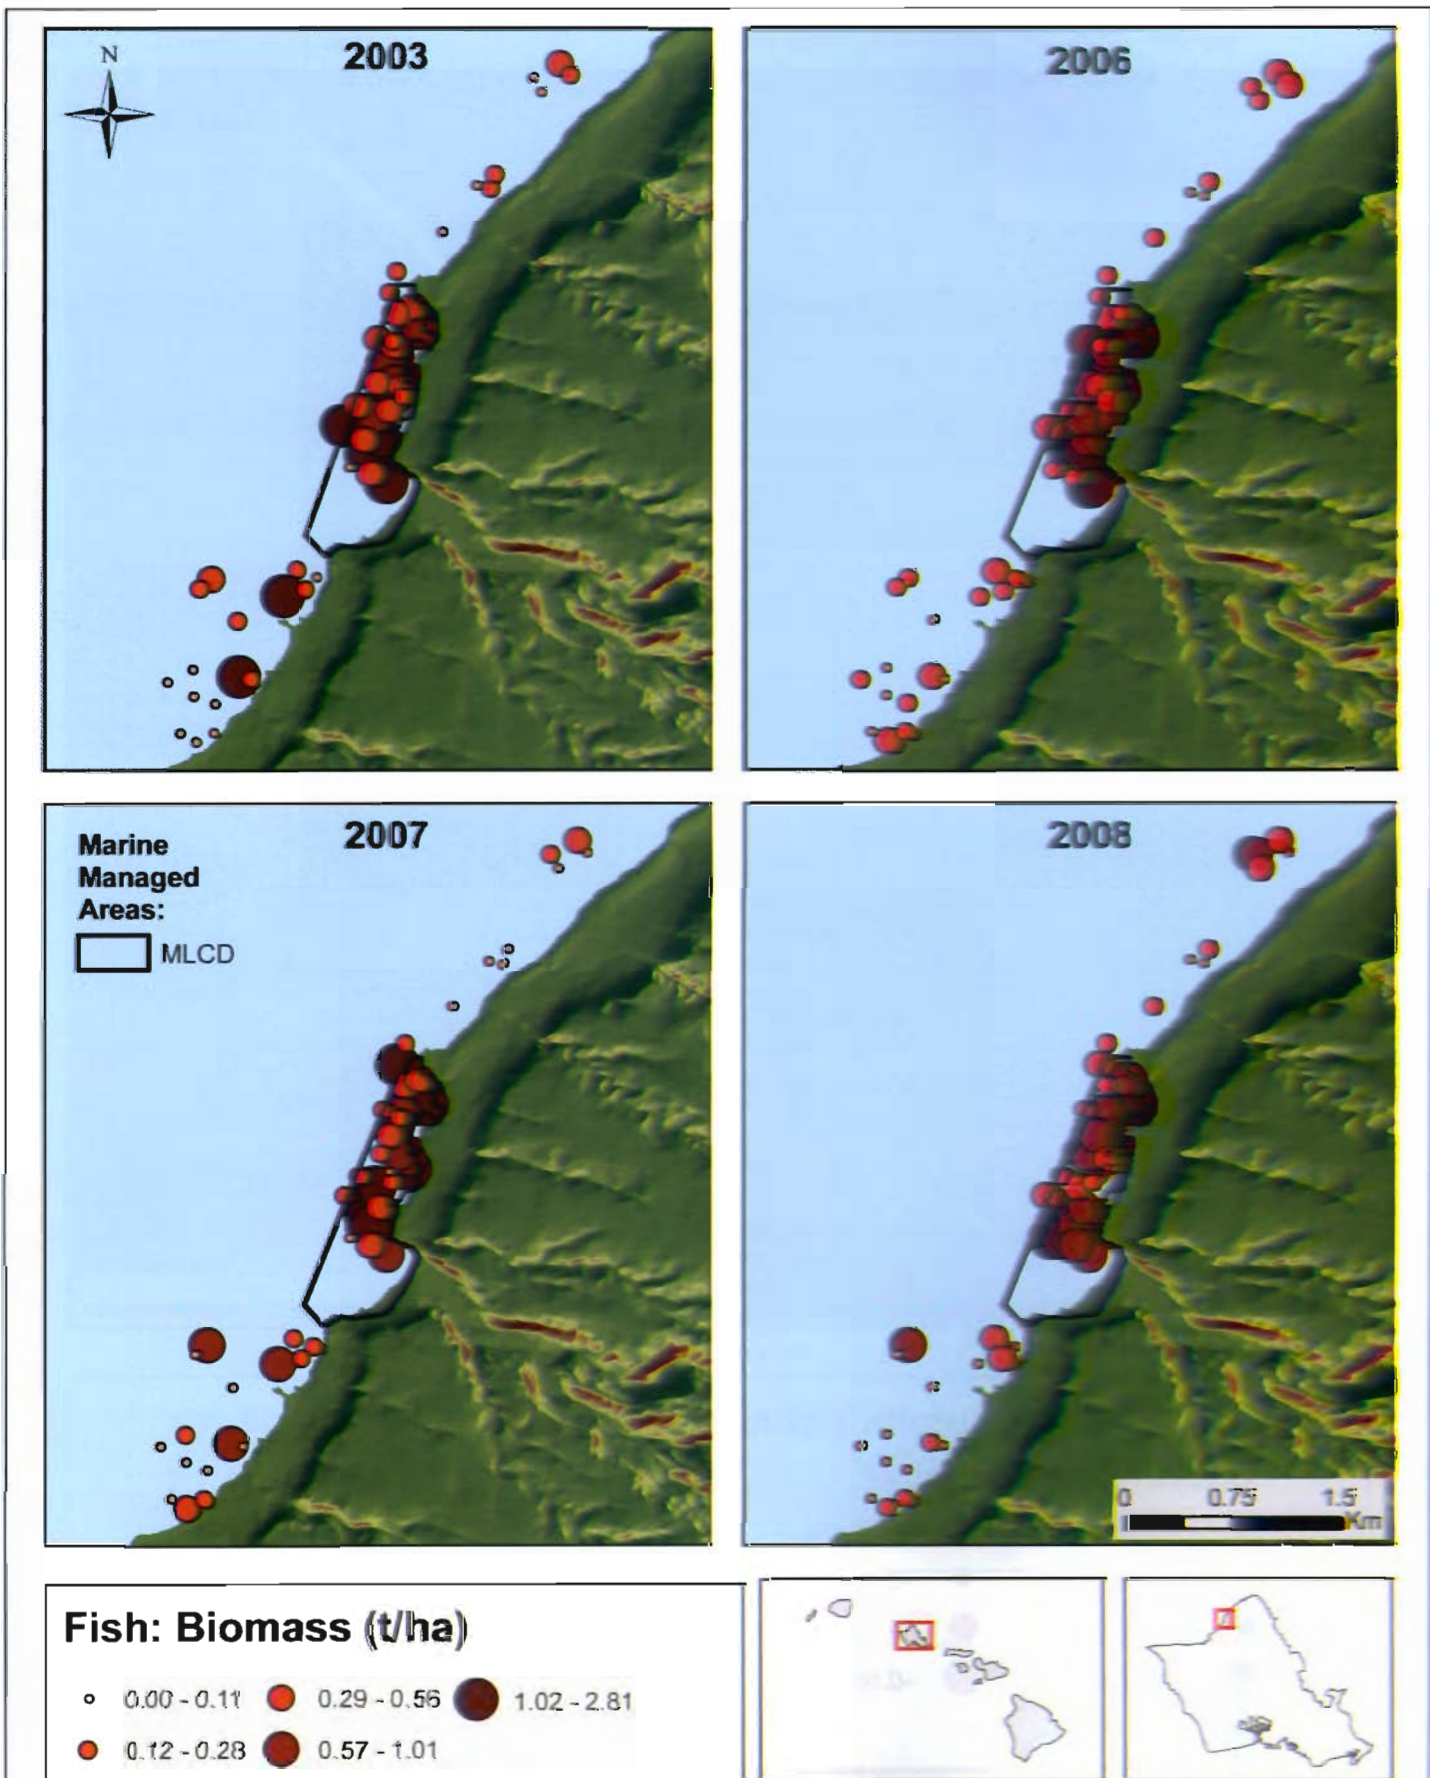 N
2003
2006
2007
Marine
Managed
Areas:
MLCD
2008
0 0.75 1.5
Km
Fish: Biomass (t/ha)
0.00 - 0.11
0.29 - 0.56
1.02 - 2.81
0.12 - 0.28
0.57 - 1.01